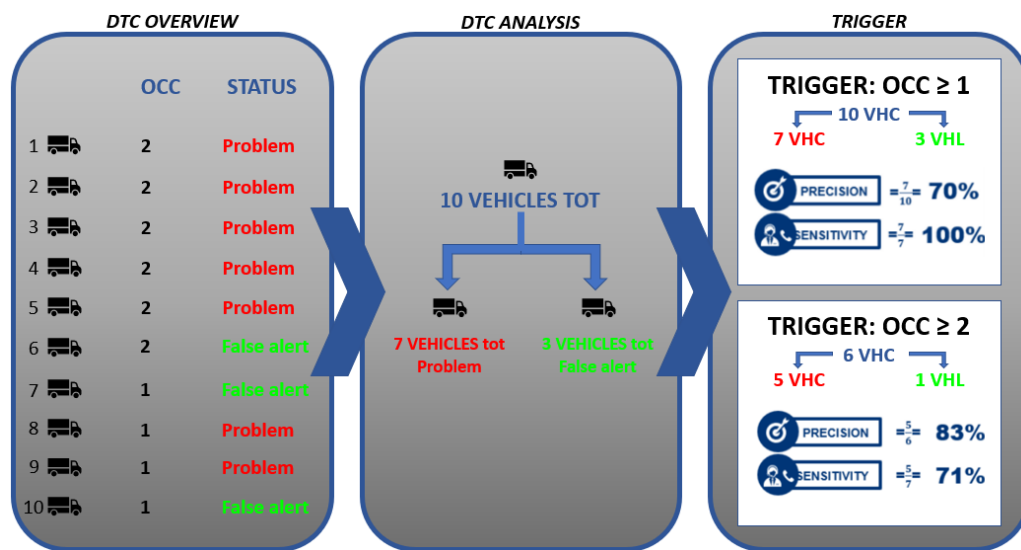 DTC OVERVIEW
OCC STATUS
1 2 Problem
2 2 Problem
3 2 Problem
4 2 Problem
5 2 Problem
6 2 False alert
7 1 False alert
8 1 Problem
9 1 Problem
10 1 False alert
DTC ANALYSIS
10 VEHICLES TOT
7 VEHICLES tot
Problem
3 VEHICLES tot
False alert
TRIGGER
TRIGGER: OCC ≥ 1
10 VHC
7 VHC 3 VHL
PRECISION =7/10= 70%
SENSITIVITY =7/7= 100%
TRIGGER: OCC ≥ 2
6 VHC
5 VHC 1 VHL
PRECISION =5/6= 83%
SENSITIVITY =5/7= 71%